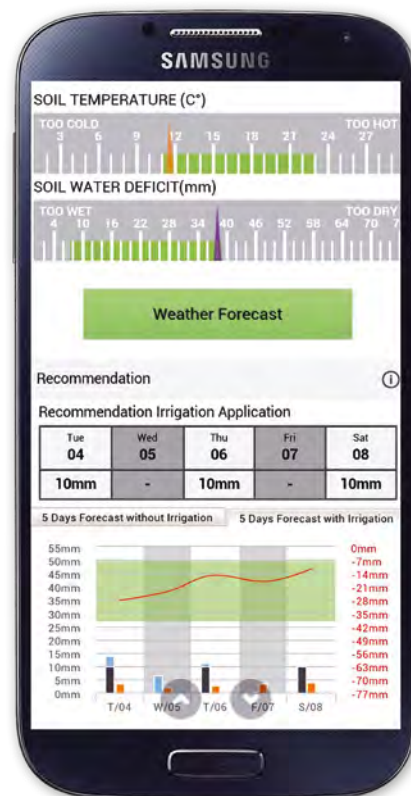 SAMSUNG
SOIL TEMPERATURE (C°)
TOO COLD TOO HOT
3 6 9 12 15 18 21 24 27
SOIL WATER DEFICIT(mm)
TOO WET TOO DRY
4 10 16 22 28 34 40 46 52 58 64 70 7
Weather Forecast
Recommendation
Recommendation Irrigation Application
Tue Wed Thu Fri Sat
04 05 06 07 08
10mm - 10mm - 10mm
5 Days Forecast without Irrigation 5 Days Forecast with Irrigation
55mm 0mm
50mm -7mm
45mm -14mm
40mm -21mm
35mm -28mm
30mm -35mm
25mm -42mm
20mm -49mm
15mm -56mm
10mm -63mm
5mm -70mm
0mm -77mm
T/04 W/05 T/06 F/07 S/08